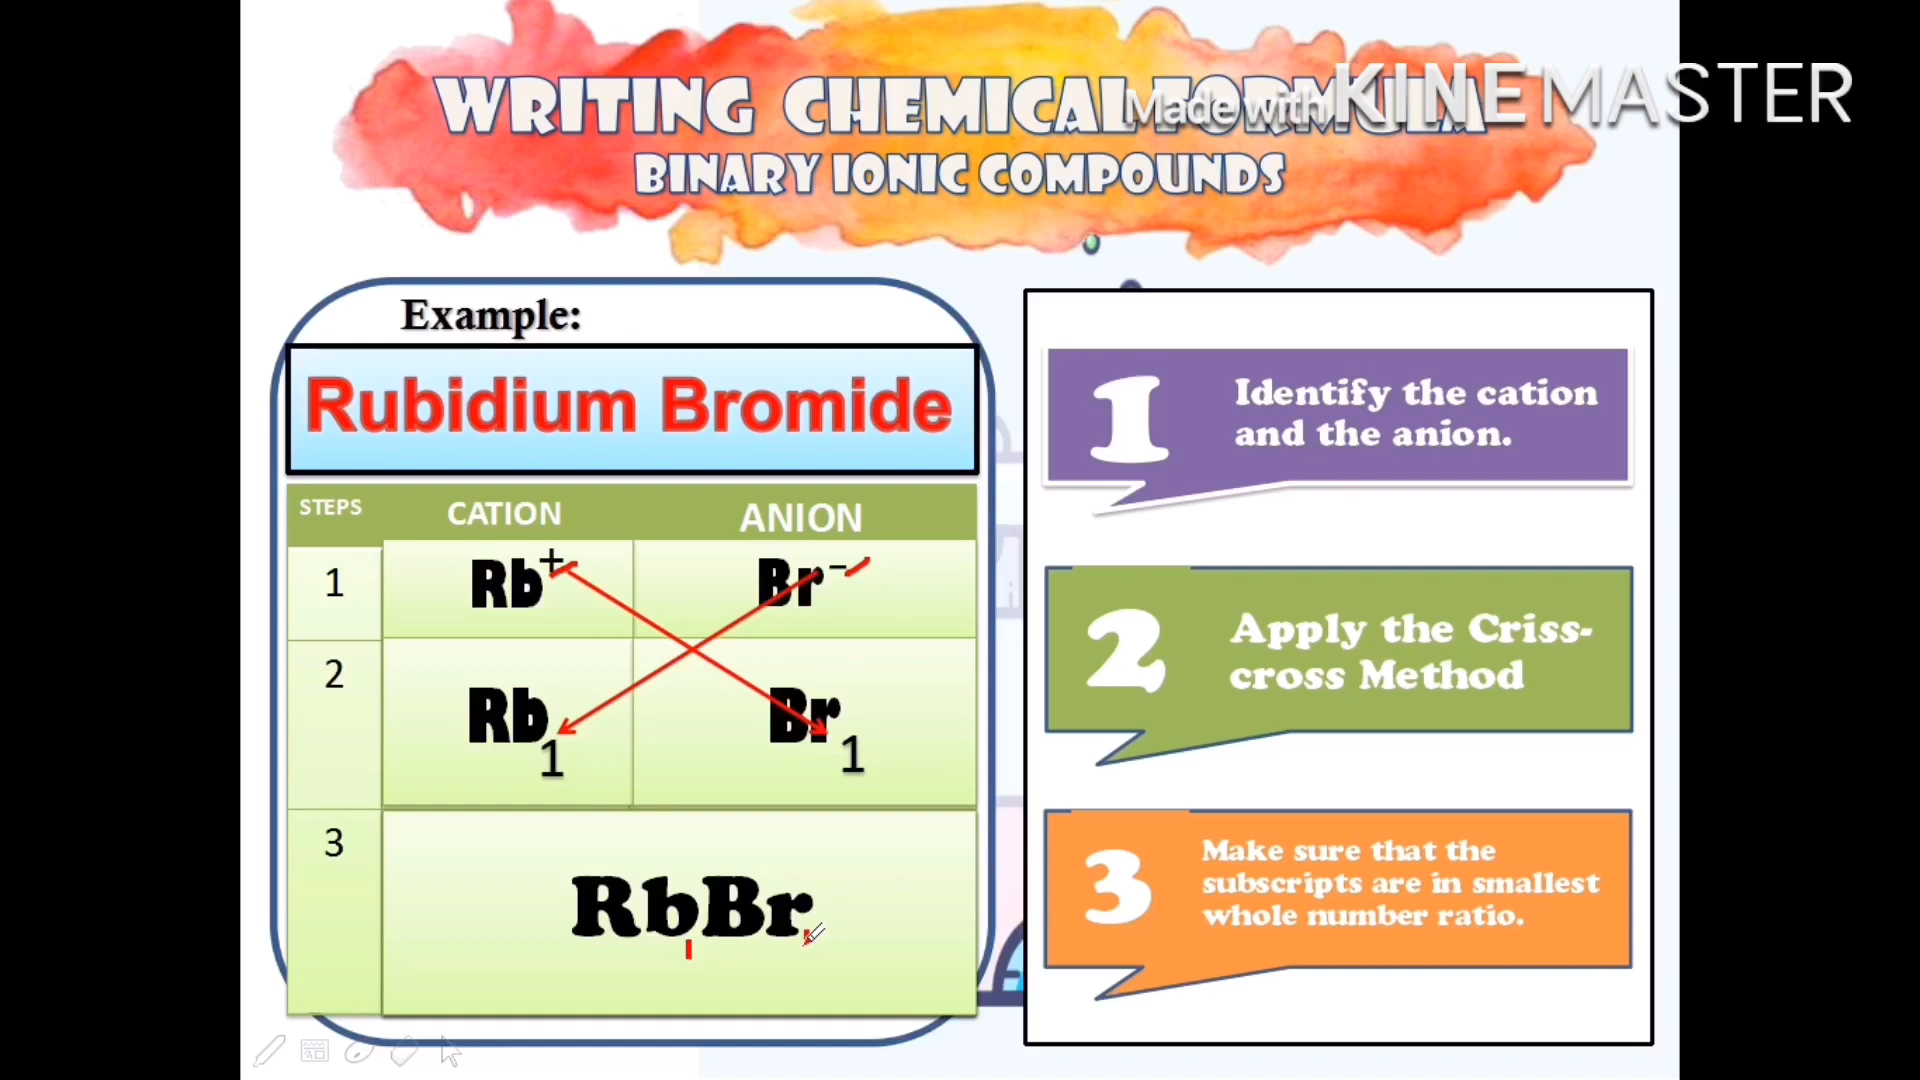 WRITING CHEMICAL FORMULA
Made with KINEMASTER
BINARY IONIC COMPOUNDS
Example:
Rubidium Bromide
STEPS CATION ANION
1 Rb+ Br-
2 Rb1 Br1
3 RbBr
1 Identify the cation
and the anion.
2 Apply the Criss-
cross Method
3 Make sure that the
subscripts are in smallest
whole number ratio.